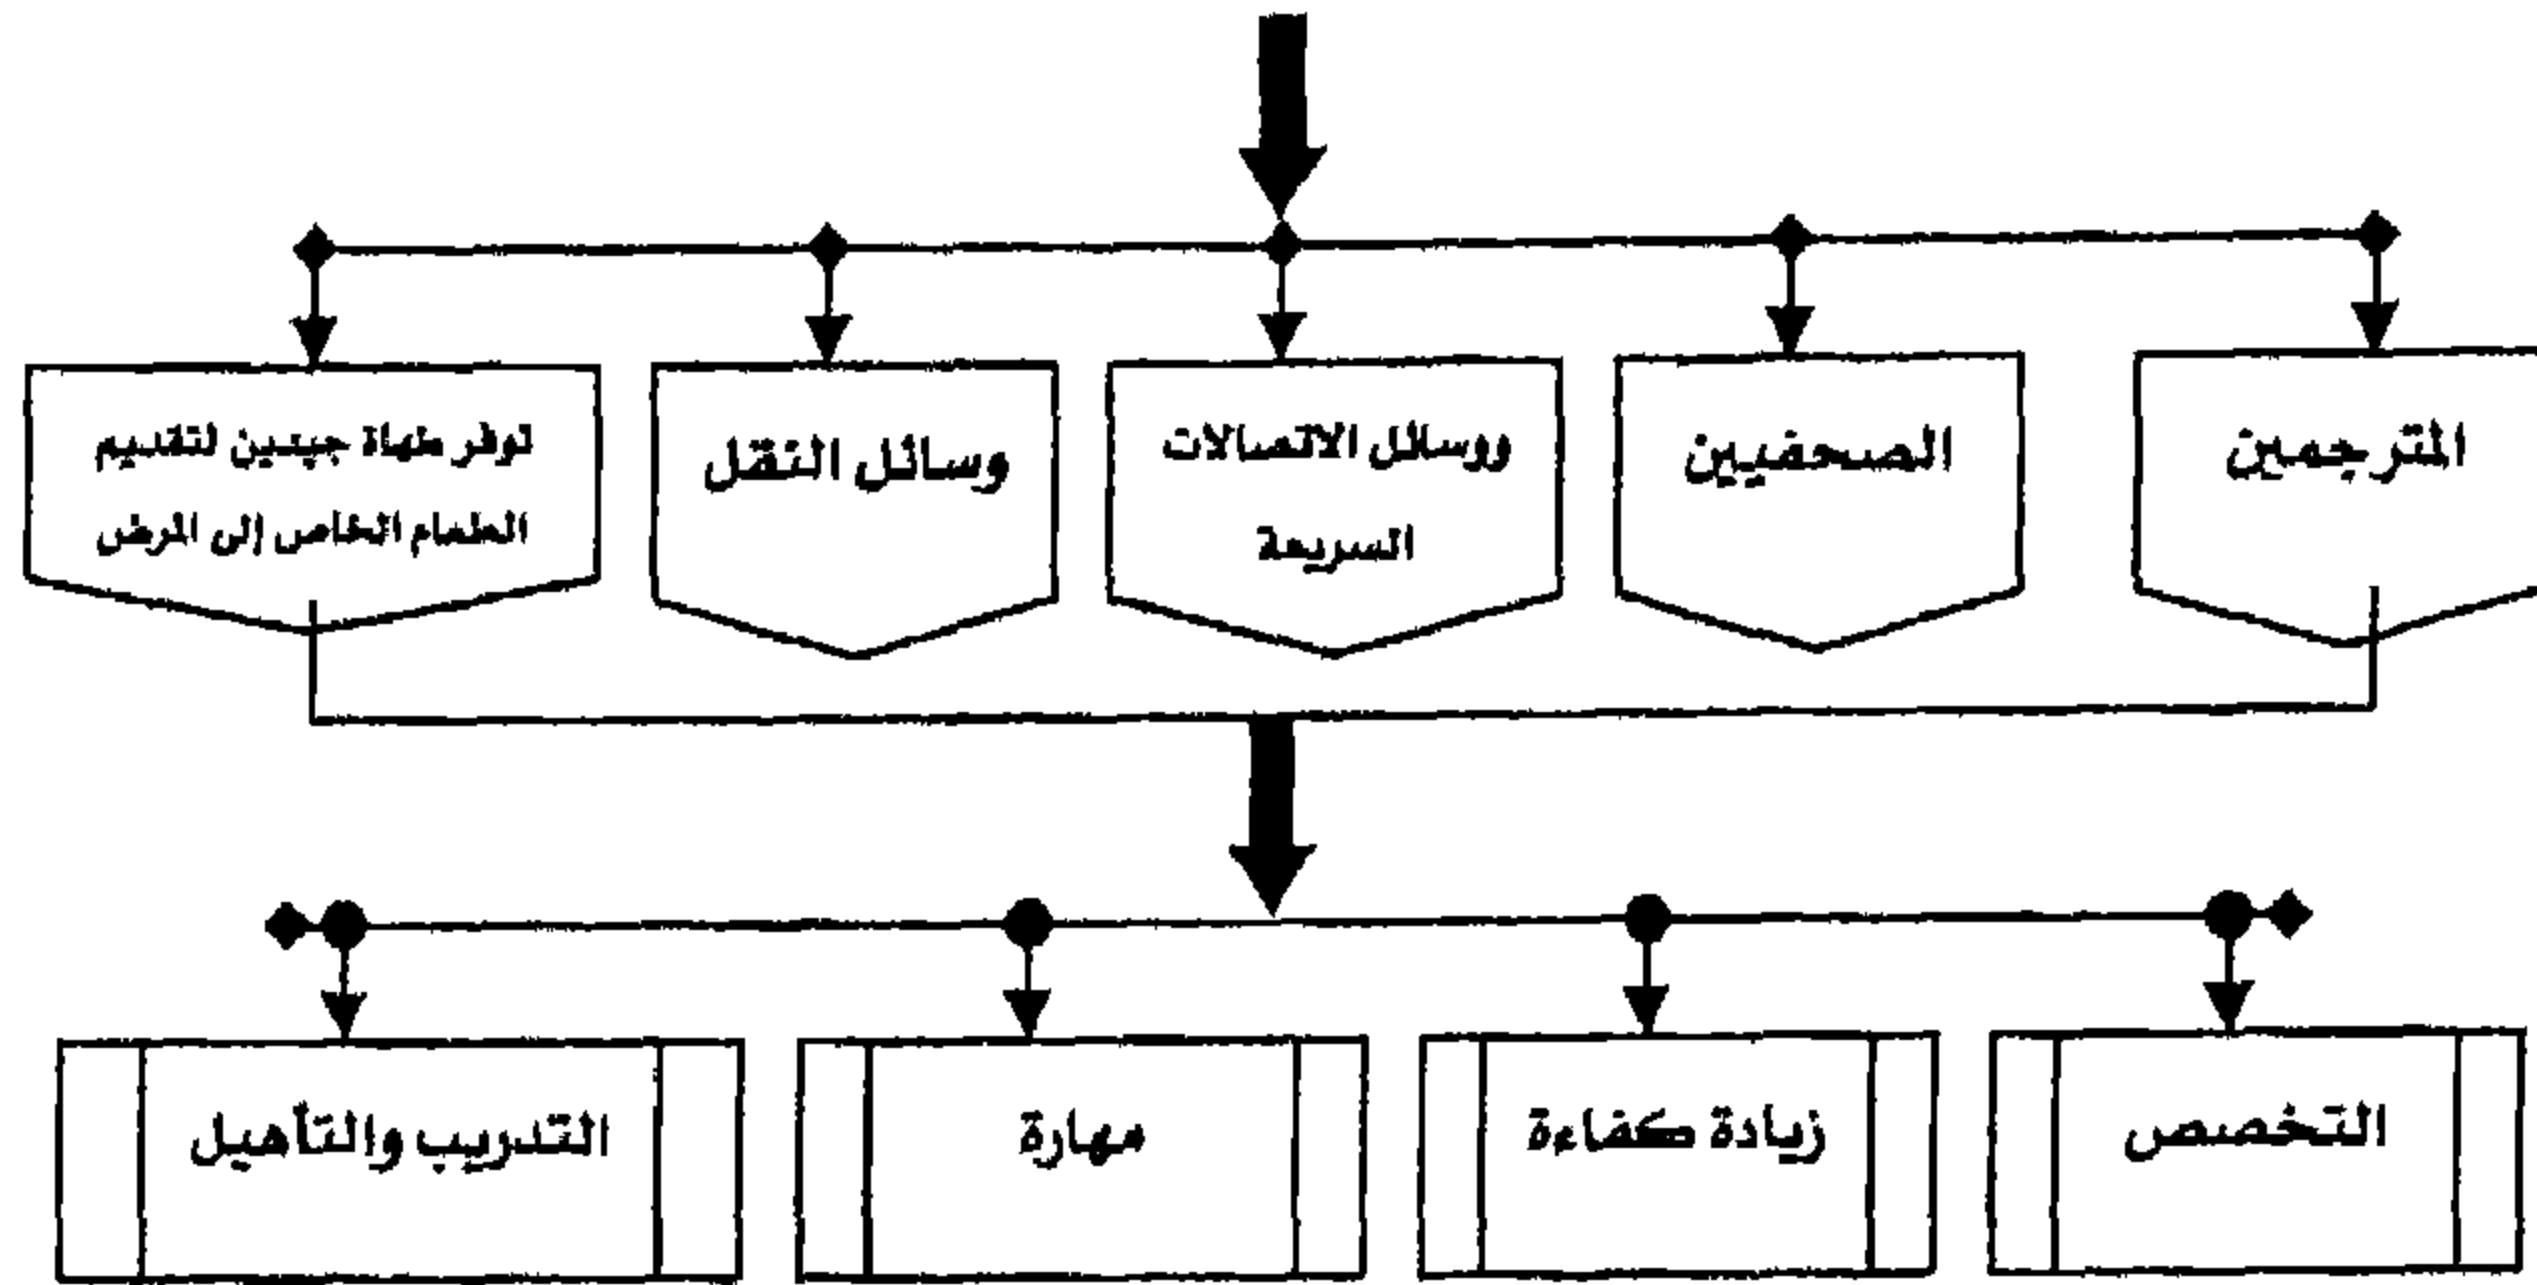 المترجمين
الصحفيين
ووسائل الاتصالات
السريعة
وسائل النقل
توفر طهاة جيدين لتقديم
الطعام الخاص إلى المرض
التخصص
زيادة كفاءة
مهارة
التدريب والتأهيل